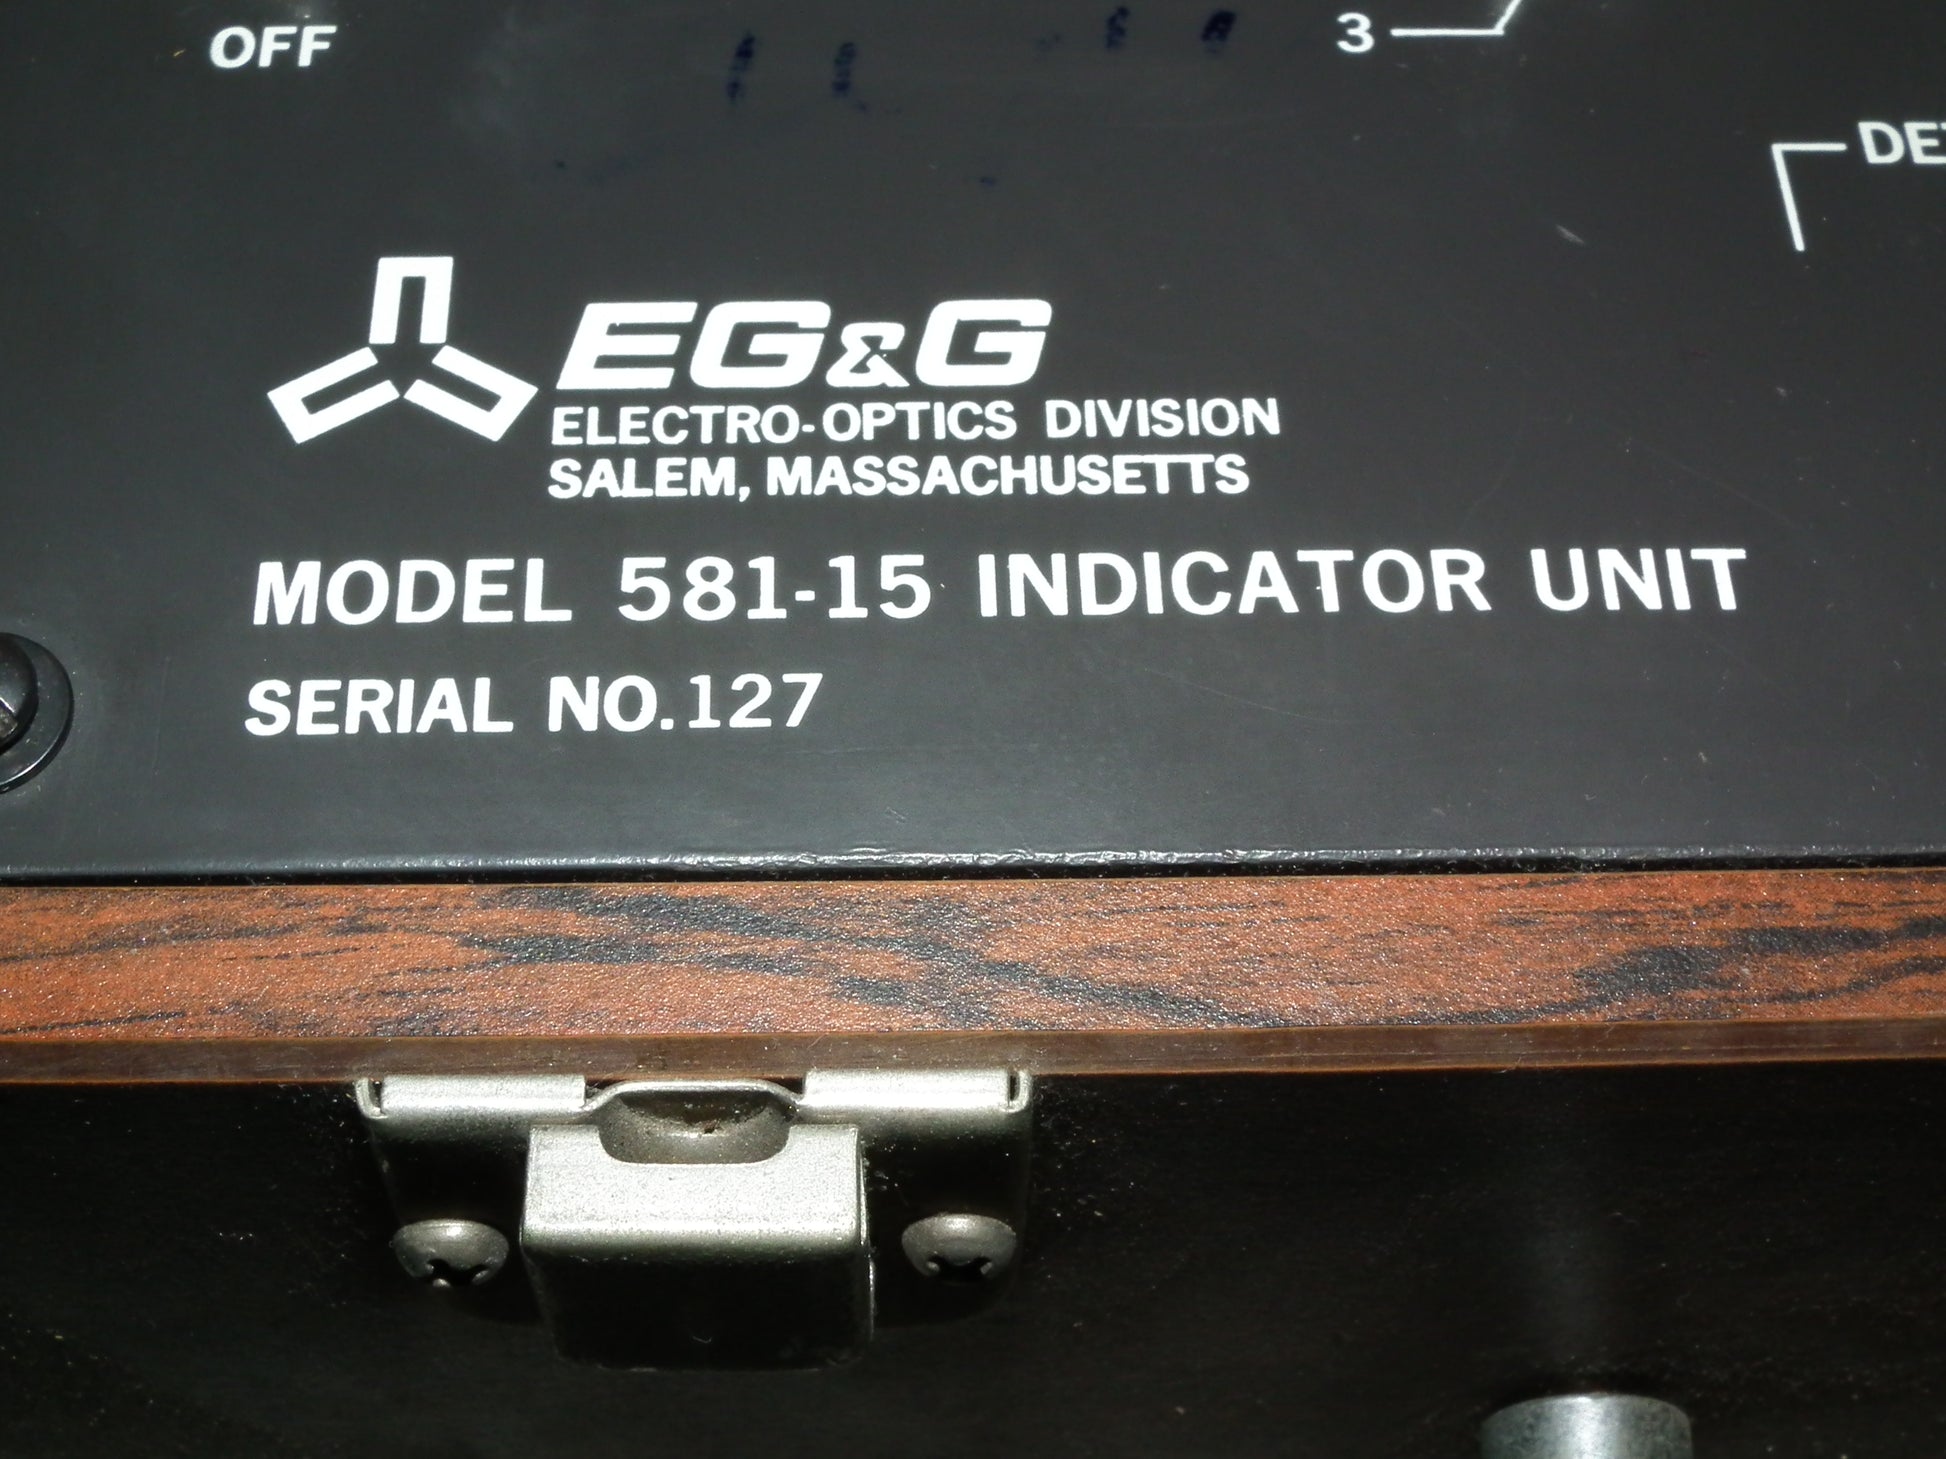 OFF
3
EG&G
ELECTRO-OPTICS DIVISION
SALEM, MASSACHUSETTS
MODEL 581-15 INDICATOR UNIT
SERIAL NO.127